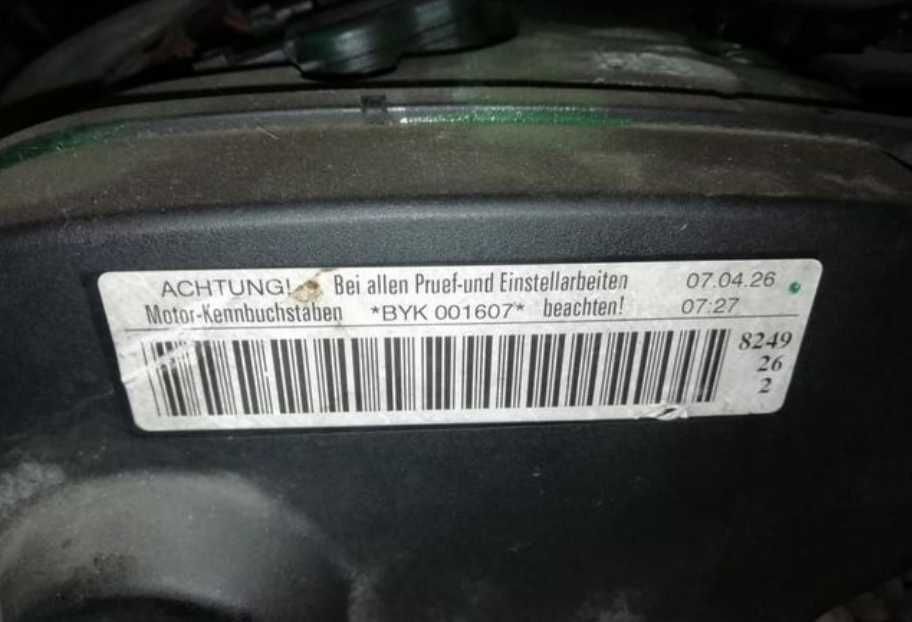 ACHTUNG! Bei allen Pruef-und Einstellarbeiten 07.04.26
Motor-Kennbuchstaben *BYK 001607* beachten! 07:27
8249
26
2